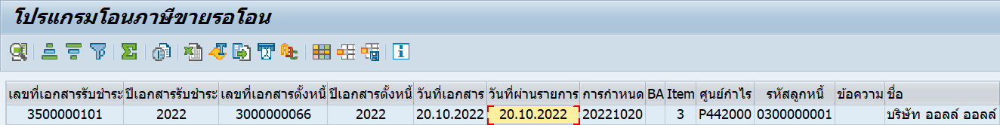 โปรแกรมโอนภาษีขายรอโอน
เลขที่เอกสารรับชำระ ปีเอกสารรับชำระ เลขที่เอกสารตั้งหนี้ ปีเอกสารตั้งหนี้ วันที่เอกสาร วันที่ผ่านรายการ การกำหนด BA Item ศูนย์กำไร รหัสลูกหนี้ ข้อความ ชื่อ
3500000101 2022 3000000066 2022 20.10.2022 20.10.2022 20221020 3 P442000 0300000001 บริษัท ออลล์ ออลล์